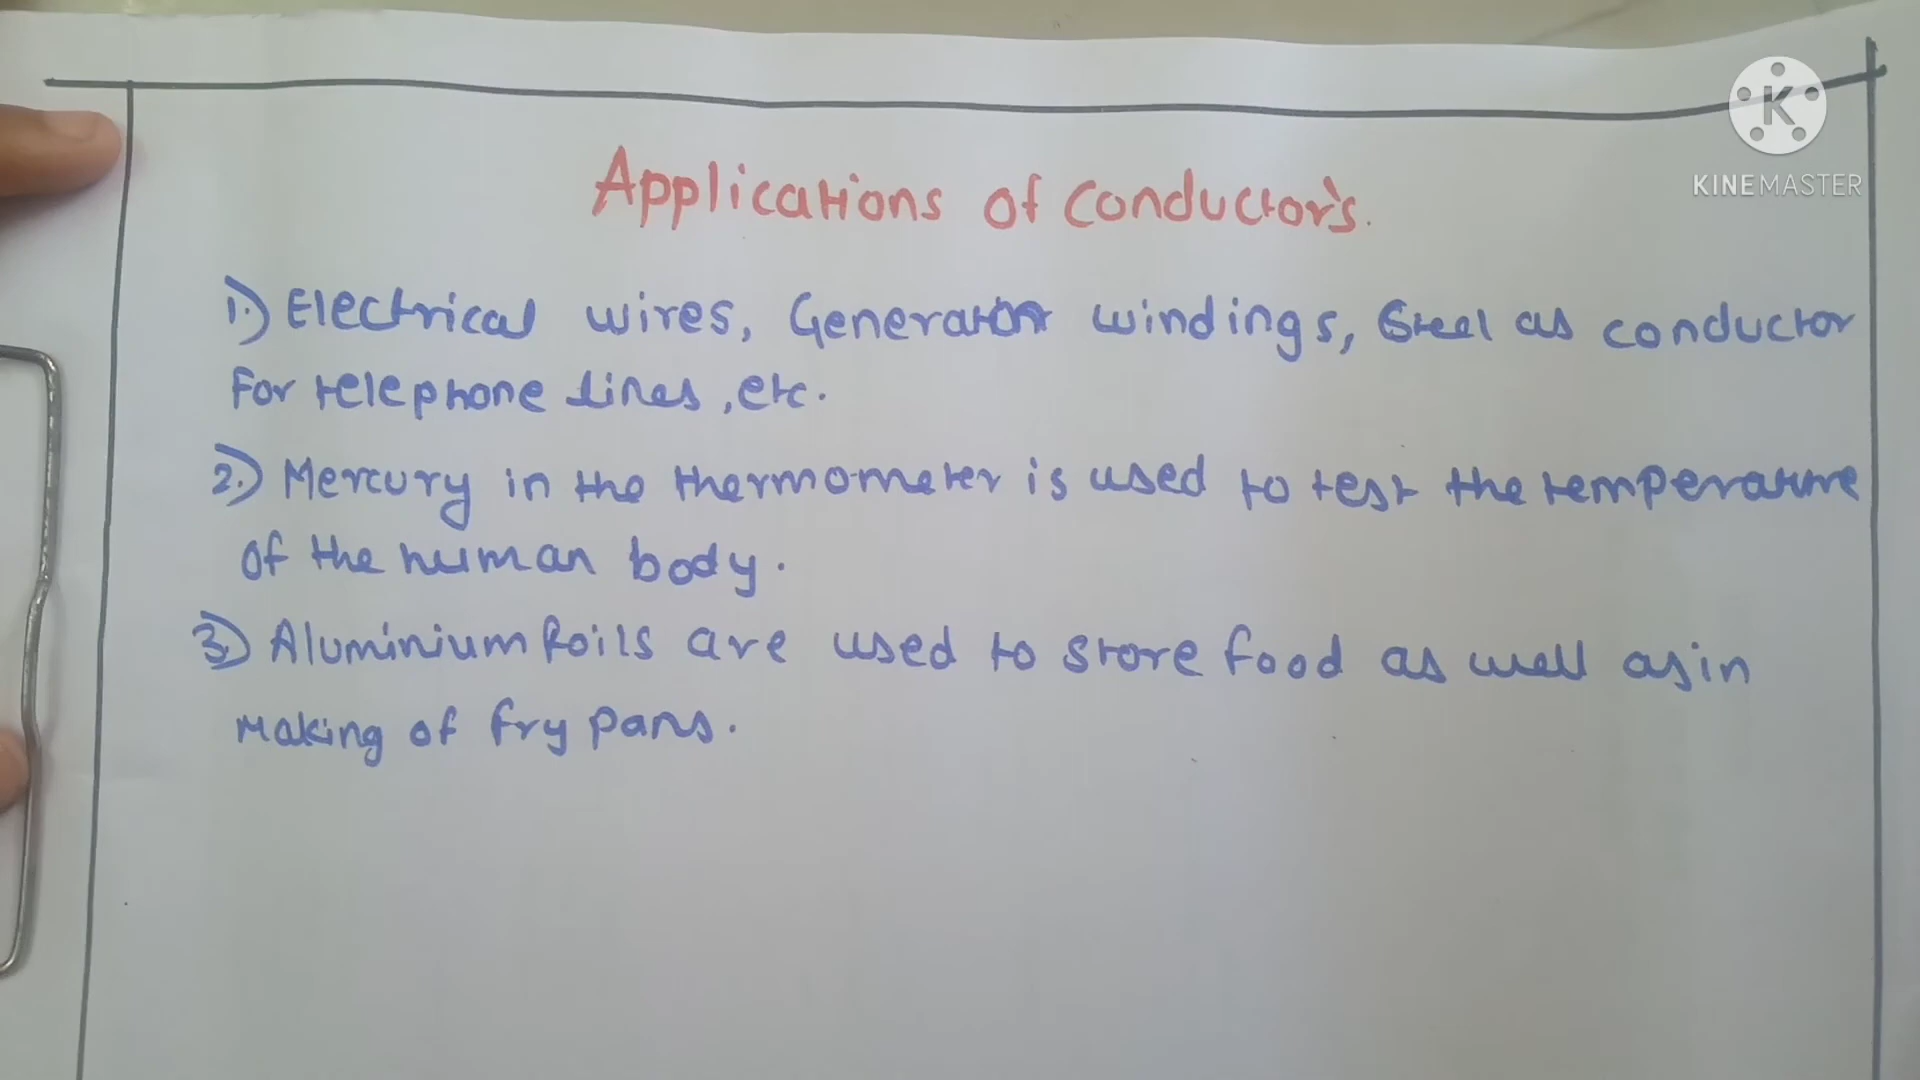 KINEMASTER
Applications of conductor's.
1.) Electrical wires, Generator windings, Steel as conductor
For telephone lines, etc.
2.) Mercury in the thermometer is used to test the temperature
of the human body.
3) Aluminium foils are used to store food as well as in
Making of fry pans.